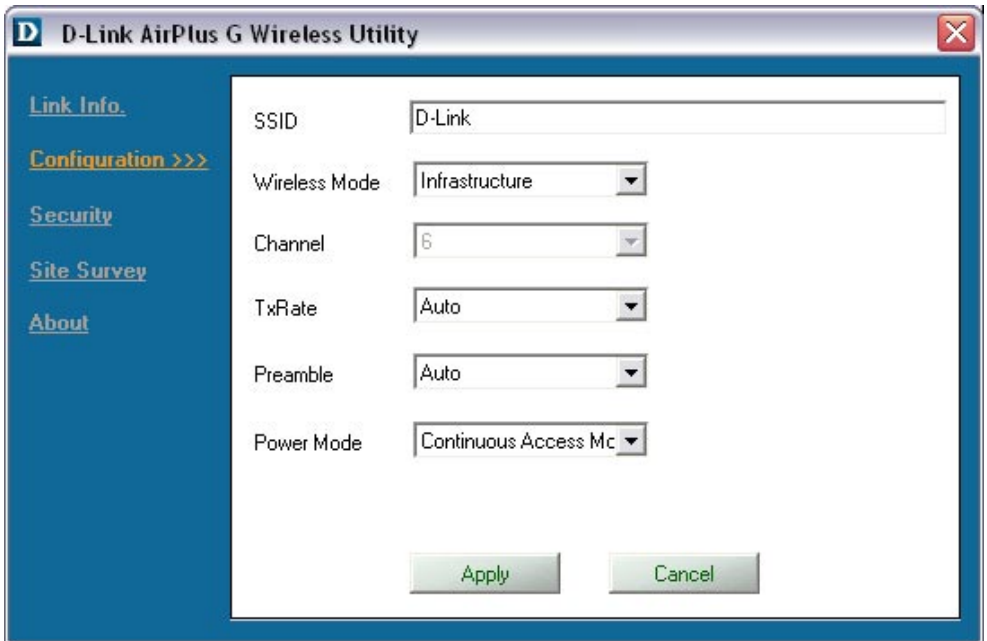 D D-Link AirPlus G Wireless Utility
Link Info.
Configuration >>>
Security
Site Survey
About
SSID D-Link
Wireless Mode Infrastructure
Channel 6
TxRate Auto
Preamble Auto
Power Mode Continuous Access Mo
Apply Cancel